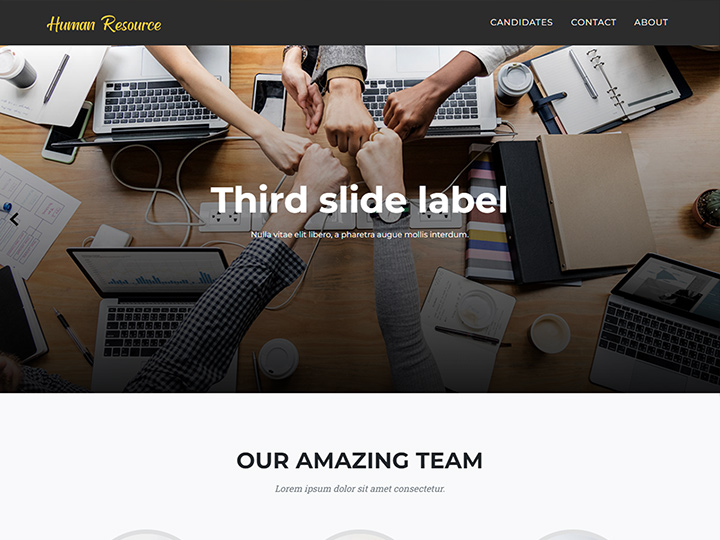 Human Resource
CANDIDATES CONTACT ABOUT
Third slide label
Nulla vitae elit libero, a pharetra augue mollis interdum.
OUR AMAZING TEAM
Lorem ipsum dolor sit amet consectetur.